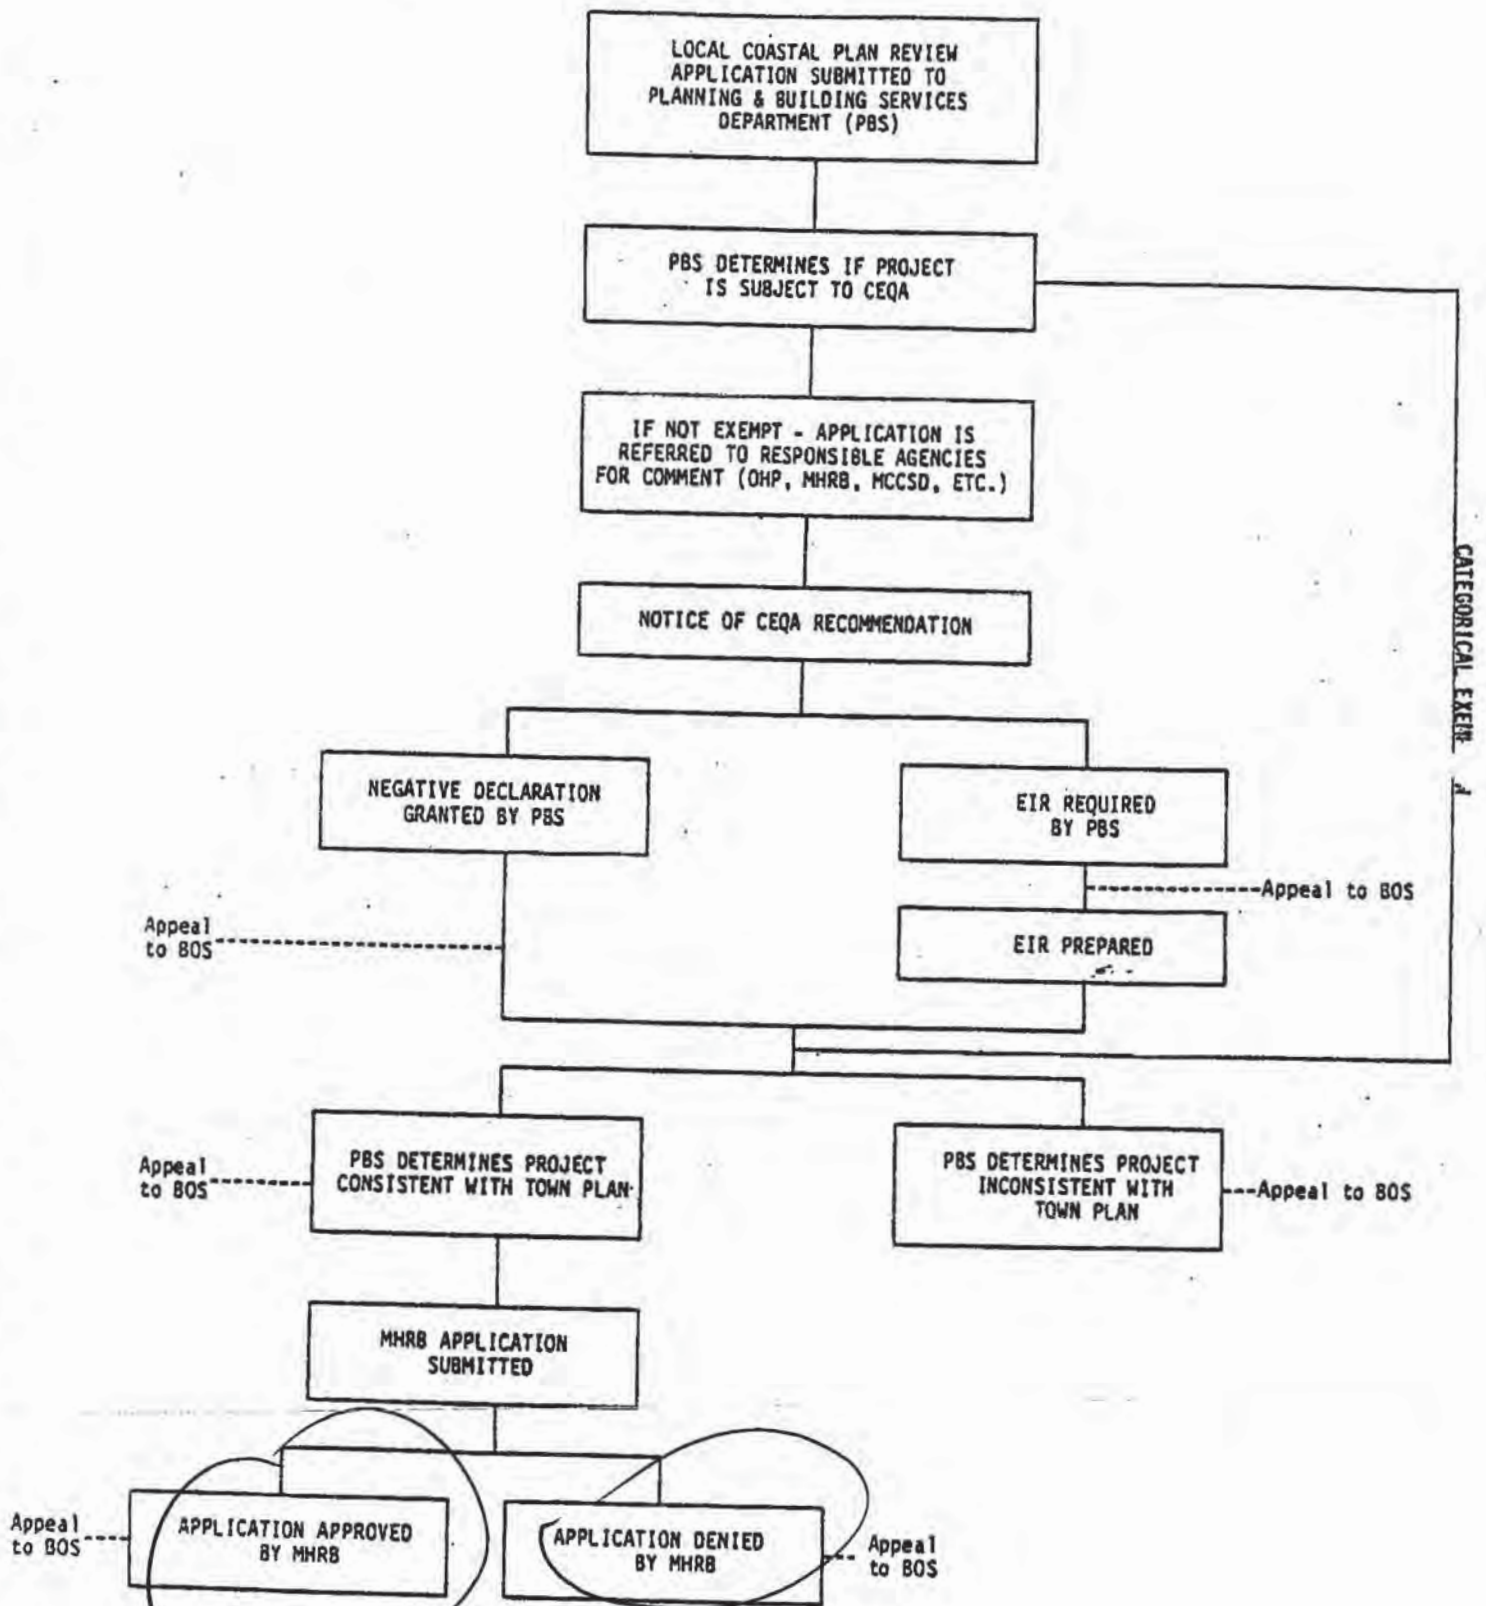 LOCAL COASTAL PLAN REVIEW
APPLICATION SUBMITTED TO
PLANNING & BUILDING SERVICES
DEPARTMENT (PBS)
PBS DETERMINES IF PROJECT
IS SUBJECT TO CEQA
IF NOT EXEMPT - APPLICATION IS
REFERRED TO RESPONSIBLE AGENCIES
FOR COMMENT (OHP, MHRB, MCCSD, ETC.)
CATEGORICAL
NOTICE OF CEQA RECOMMENDATION
NEGATIVE DECLARATION
GRANTED BY PBS
EIR REQUIRED
BY PBS
Appeal to BOS
Appeal
to BOS
EIR PREPARED
Appeal
to BOS
PBS DETERMINES PROJECT
CONSISTENT WITH TOWN PLAN
PBS DETERMINES PROJECT
INCONSISTENT WITH
TOWN PLAN
Appeal to BOS
MHRB APPLICATION
SUBMITTED
Appeal
to BOS
APPLICATION APPROVED
BY MHRB
APPLICATION DENIED
BY MHRB
Appeal
to BOS